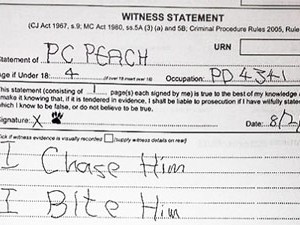 WITNESS STATEMENT
(CJ Act 1967, s.9; MC Act 1980, ss.5A (3) (a) and 5B; Criminal Procedure Rules 2005, Rule
URN
Statement of PC PEACH
Age if Under 18: 4 (if over 18 insert over 18) Occupation: PD 4341
This statement (consisting of 1 page(s) each signed by me) is true to the best of my knowledge
make it knowing that, if it is tendered in evidence, I shall be liable to prosecution if I have wilfully
which I know to be false, or do not believe to be true.
Signature: X Date: 8/2
Tick if witness evidence is visually recorded (supply witness details on rear)
I Chase Him
I Bite Him